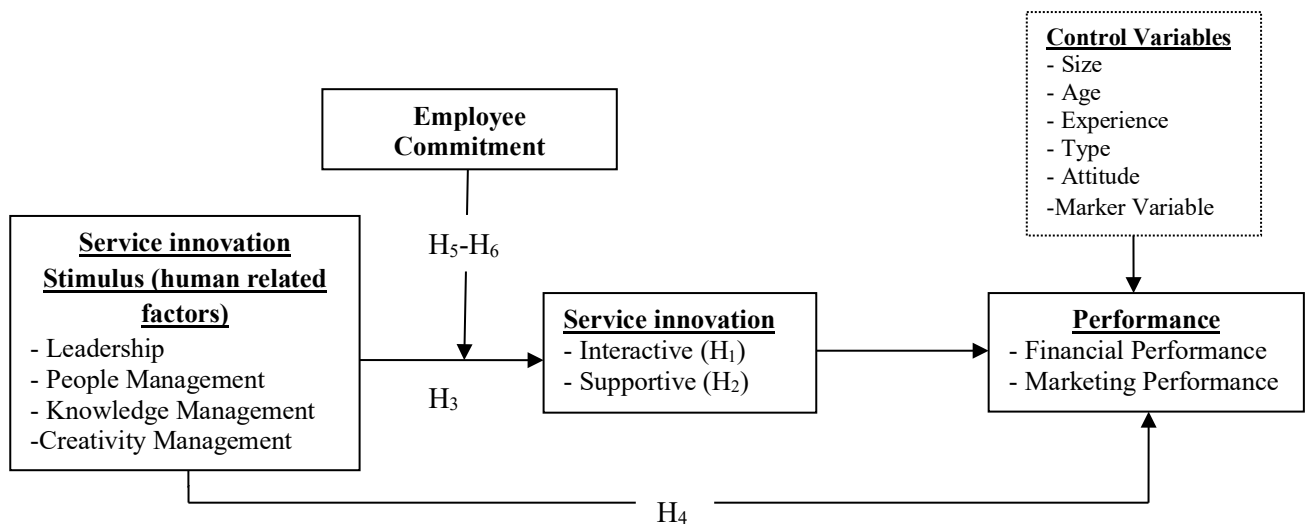 Control Variables
- Size
- Age
- Experience
- Type
- Attitude
-Marker Variable
Employee
Commitment
Service innovation
Stimulus (human related
factors)
- Leadership
- People Management
- Knowledge Management
-Creativity Management
H₅-H₆
H₃
Service innovation
- Interactive (H₁)
- Supportive (H₂)
Performance
- Financial Performance
- Marketing Performance
H₄